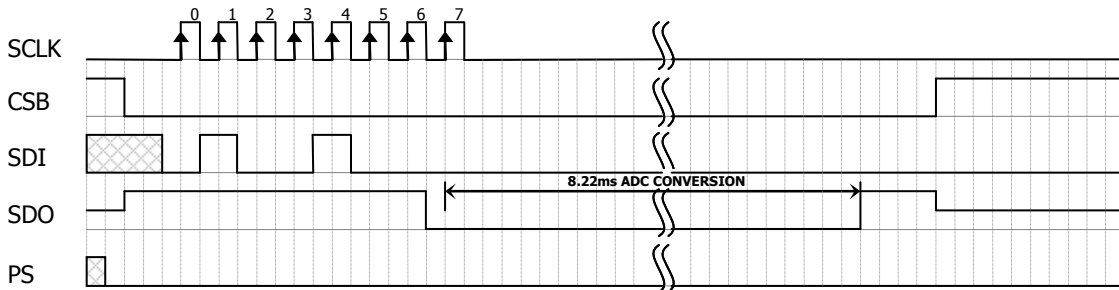 0 1 2 3 4 5 6 7
SCLK
CSB
SDI
8.22ms ADC CONVERSION
SDO
PS